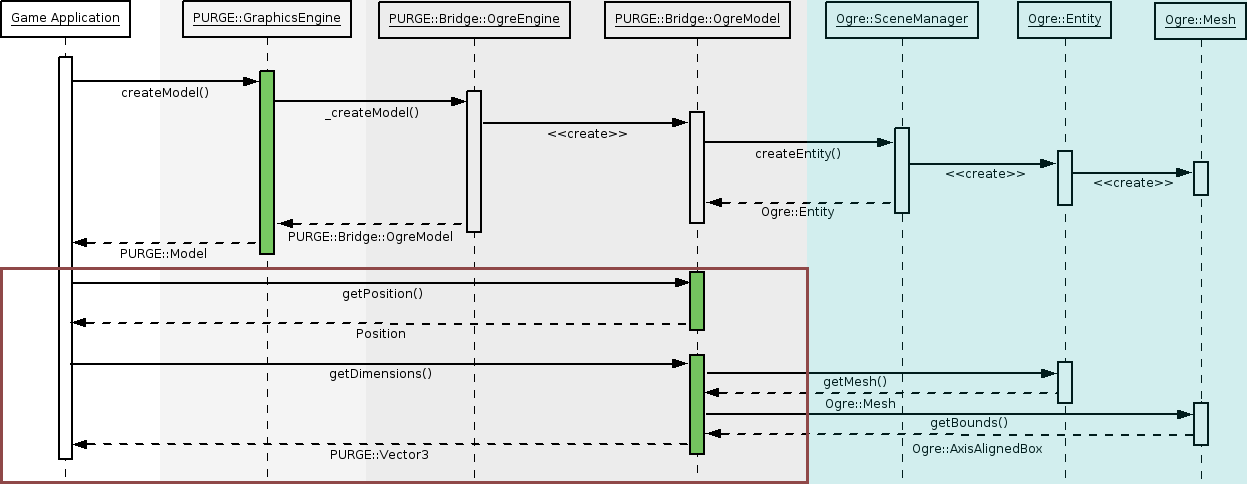 Game Application
PURGE::GraphicsEngine
PURGE::Bridge::OgreEngine
PURGE::Bridge::OgreModel
Ogre::SceneManager
Ogre::Entity
Ogre::Mesh
createModel()
_createModel()
<<create>>
createEntity()
<<create>>
<<create>>
Ogre::Entity
PURGE::Bridge::OgreModel
PURGE::Model
getPosition()
Position
getDimensions()
getMesh()
Ogre::Mesh
getBounds()
Ogre::AxisAlignedBox
PURGE::Vector3